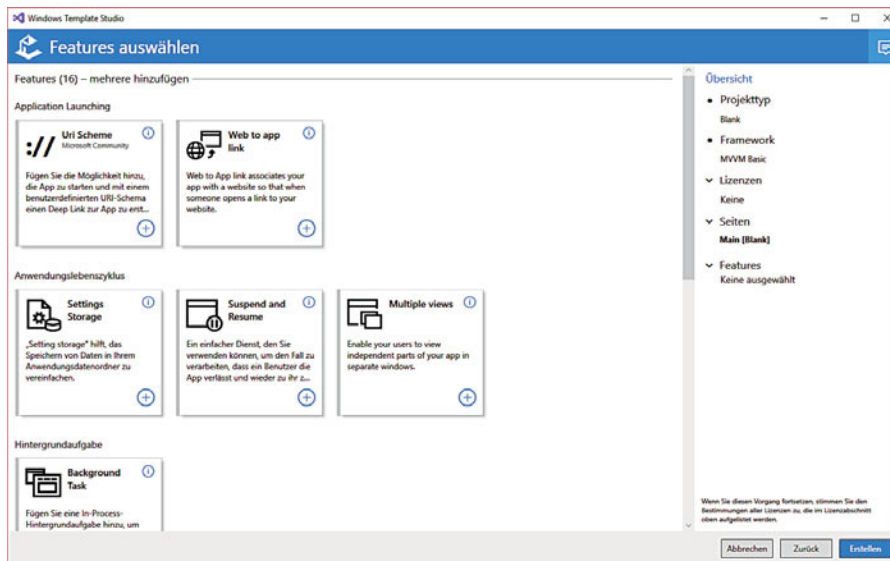 Windows Template Studio
Features auswählen
Features (16) – mehrere hinzufügen
Application Launching
://
Uri Scheme
Microsoft Community
Fügen Sie die Möglichkeit hinzu,
die App zu starten und mit einem
benutzerdefinierten URI-Schema
einen Deep Link zur App zu erst...
Web to app
link
Web to App link associates your
app with a website so that when
someone opens a link to your
website.
Anwendungslebenszyklus
Settings
Storage
„Setting storage" hilft, das
Speichern von Daten in Ihrem
Anwendungsdatenordner zu
vereinfachen.
Suspend and
Resume
Ein einfacher Dienst, den Sie
verwenden können, um den Fall zu
verarbeiten, dass ein Benutzer die
App verlässt und wieder zu ihr z...
Multiple views
Enable your users to view
independent parts of your app in
separate windows.
Hintergrundaufgabe
Background
Task
Fügen Sie eine In-Process-
Hintergrundaufgabe hinzu, um
Übersicht
• Projekttyp
Blank
• Framework
MVVM Basic
Lizenzen
Keine
Seiten
Main [Blank]
Features
Keine ausgewählt
Wenn Sie diesen Vorgang fortsetzen, stimmen Sie den
Bestimmungen aller Lizenzen zu, die im Lizenzabschnitt
oben aufgelistet werden.
Abbrechen
Zurück
Erstellen